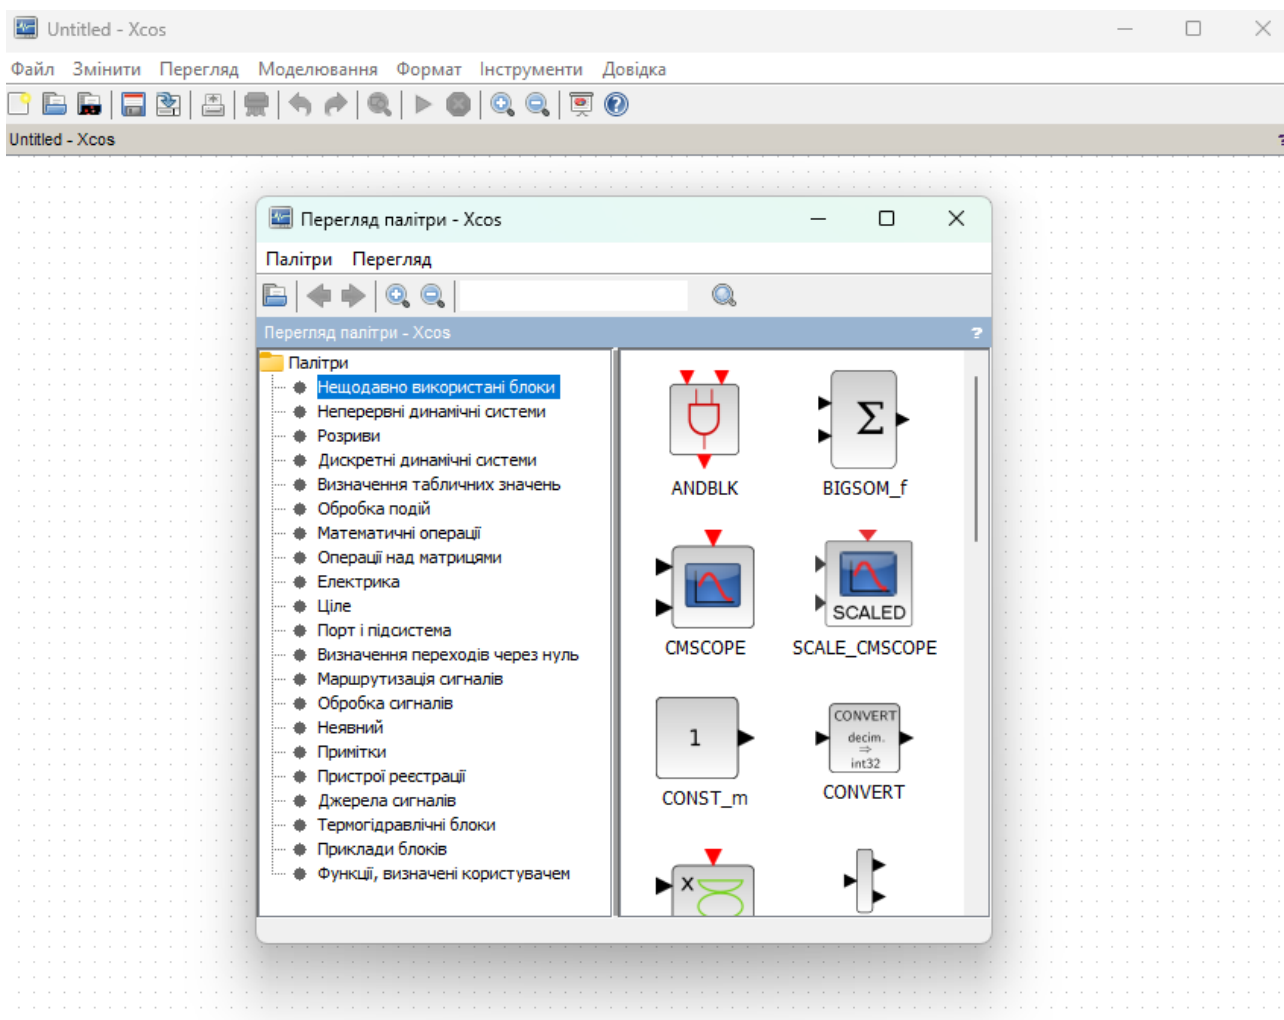 Untitled - Xcos
Файл Змінити Перегляд Моделювання Формат Інструменти Довідка
Untitled - Xcos ?
Перегляд палітри - Xcos
Палітри Перегляд
Перегляд палітри - Xcos ?
Палітри
Нещодавно використані блоки
Неперервні динамічні системи
Розриви
Дискретні динамічні системи
Визначення табличних значень
Обробка подій
Математичні операції
Операції над матрицями
Електрика
Ціле
Порт і підсистема
Визначення переходів через нуль
Маршрутизація сигналів
Обробка сигналів
Неявний
Примітки
Пристрої реєстрації
Джерела сигналів
Термогідравлічні блоки
Приклади блоків
Функції, визначені користувачем
Σ
ANDBLK BIGSOM_f
SCALED
CMSCOPE SCALE_CMSCOPE
1
CONVERT
decim.
⇒
int32
CONST_m CONVERT
X